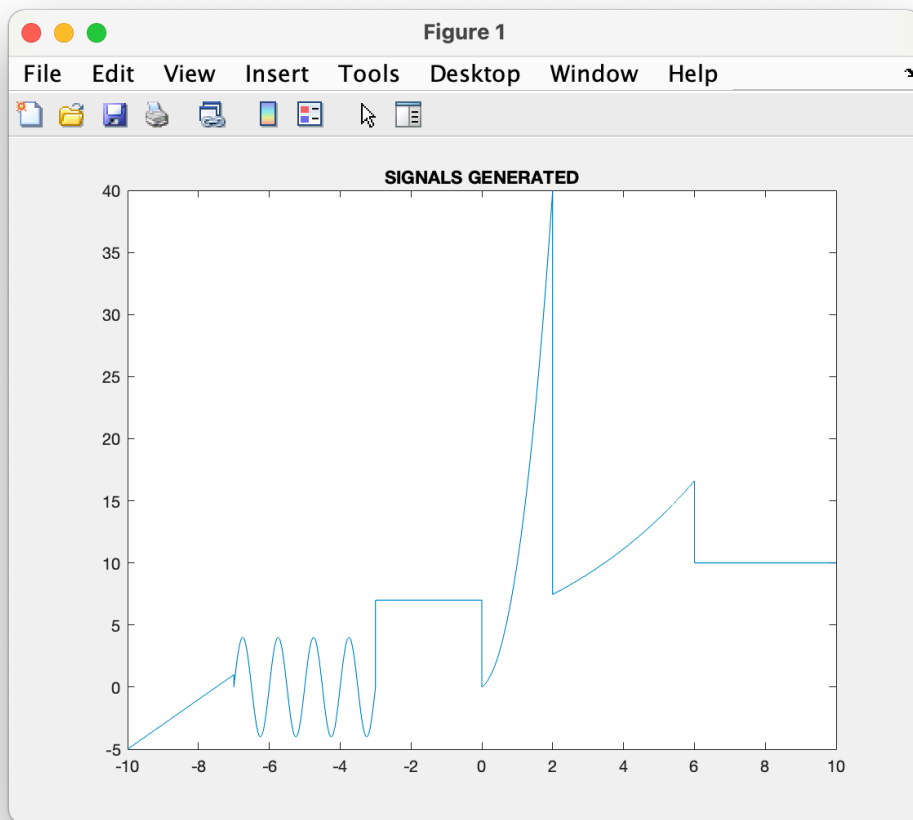 Figure 1
File Edit View Insert Tools Desktop Window Help
SIGNALS GENERATED
40
35
30
25
20
15
10
5
0
-5
-10 -8 -6 -4 -2 0 2 4 6 8 10